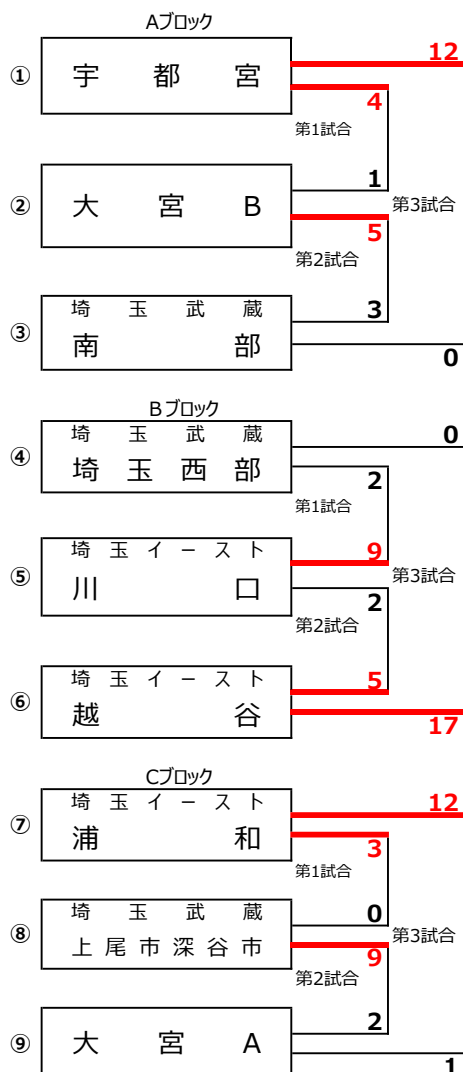 Aブロック
12
① 宇都宮
4
第1試合
1
② 大宮B
第3試合
5
第2試合
埼玉武蔵
3
③ 南部
0
Bブロック
0
埼玉武蔵
④ 埼玉西部
2
第1試合
埼玉イースト
9
⑤ 川口
第3試合
2
第2試合
埼玉イースト
5
⑥ 越谷
17
Cブロック
埼玉イースト
12
⑦ 浦和
3
第1試合
埼玉武蔵
0
⑧ 上尾市深谷市
第3試合
9
第2試合
2
⑨ 大宮A
1